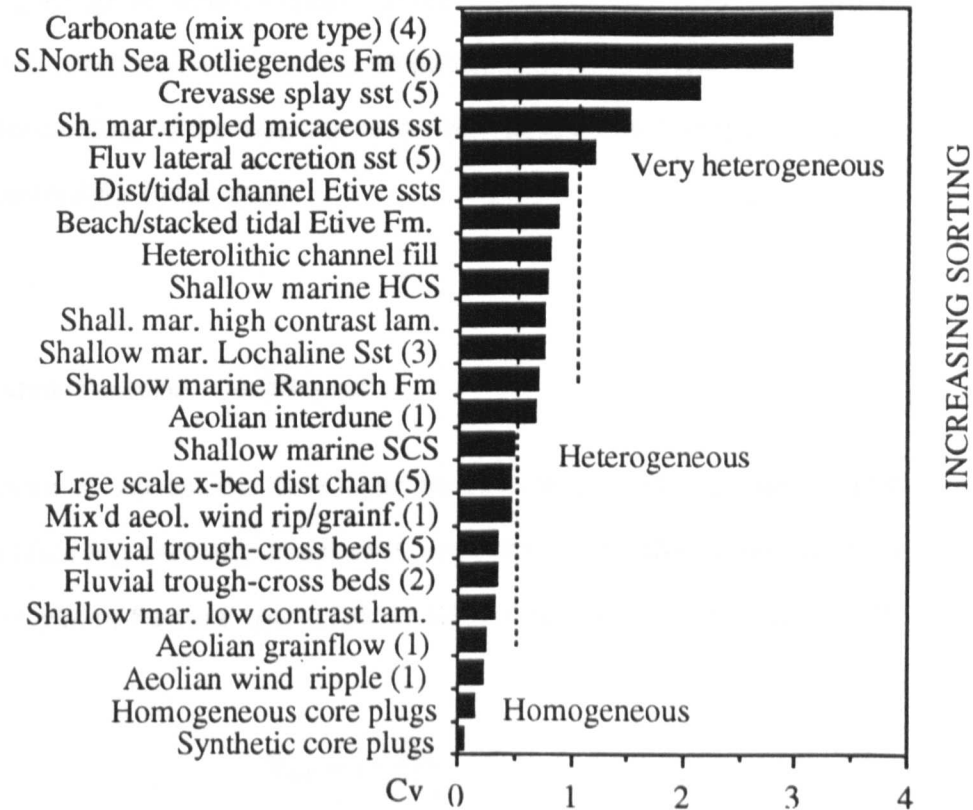 Carbonate (mix pore type) (4)
S.North Sea Rotliegendes Fm (6)
Crevasse splay sst (5)
Sh. mar.rippled micaceous sst
Fluv lateral accretion sst (5)
Dist/tidal channel Etive ssts
Beach/stacked tidal Etive Fm.
Heterolithic channel fill
Shallow marine HCS
Shall. mar. high contrast lam.
Shallow mar. Lochaline Sst (3)
Shallow marine Rannoch Fm
Aeolian interdune (1)
Shallow marine SCS
Lrge scale x-bed dist chan (5)
Mix'd aeol. wind rip/grainf.(1)
Fluvial trough-cross beds (5)
Fluvial trough-cross beds (2)
Shallow mar. low contrast lam.
Aeolian grainflow (1)
Aeolian wind ripple (1)
Homogeneous core plugs
Synthetic core plugs
Very heterogeneous
Heterogeneous
Homogeneous
Cv 0 1 2 3 4
INCREASING SORTING